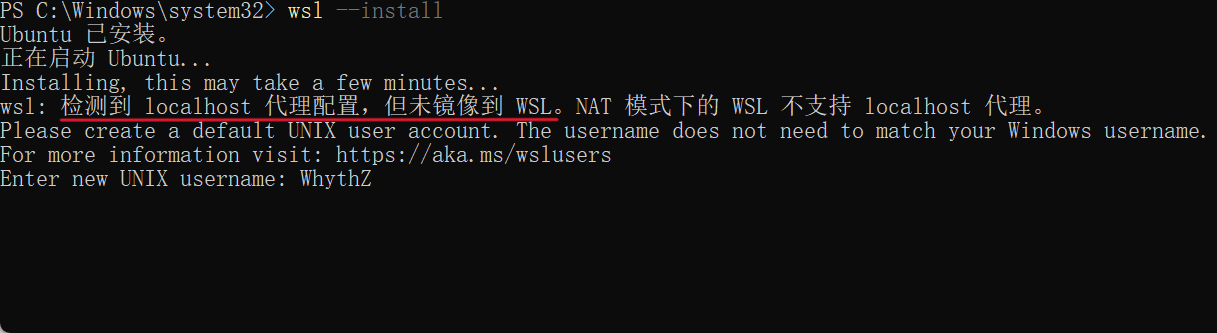 PS C:\Windows\system32> wsl --install
Ubuntu 已安装。
正在启动 Ubuntu...
Installing, this may take a few minutes...
wsl: 检测到 localhost 代理配置，但未镜像到 WSL。NAT 模式下的 WSL 不支持 localhost 代理。
Please create a default UNIX user account. The username does not need to match your Windows username.
For more information visit: https://aka.ms/wslusers
Enter new UNIX username: WhythZ